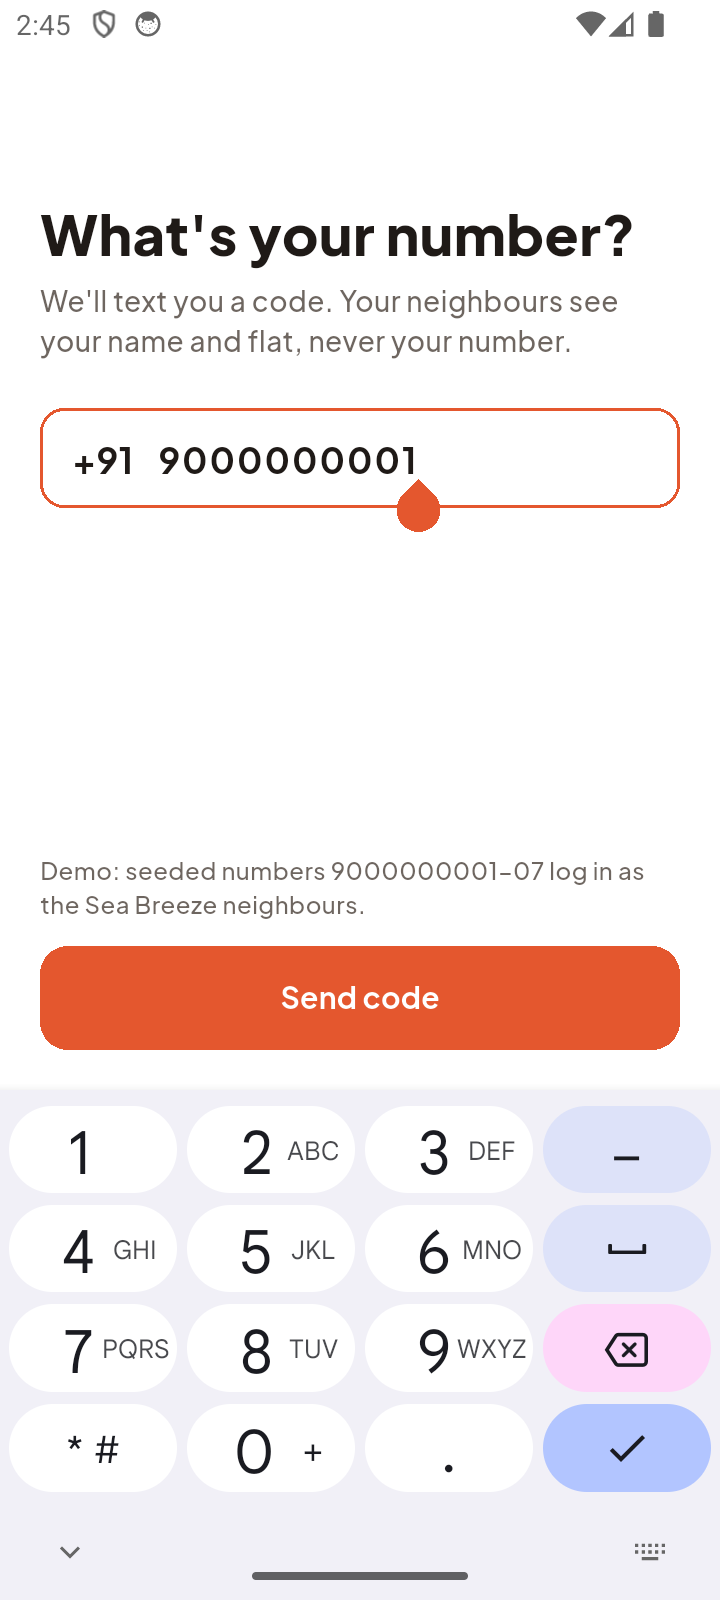 2:45
What's your number?
We'll text you a code. Your neighbours see
your name and flat, never your number.
+91 9000000001
Demo: seeded numbers 9000000001–07 log in as
the Sea Breeze neighbours.
Send code
1 2 ABC 3 DEF –
4 GHI 5 JKL 6 MNO
7 PQRS 8 TUV 9 WXYZ
* # 0 + .